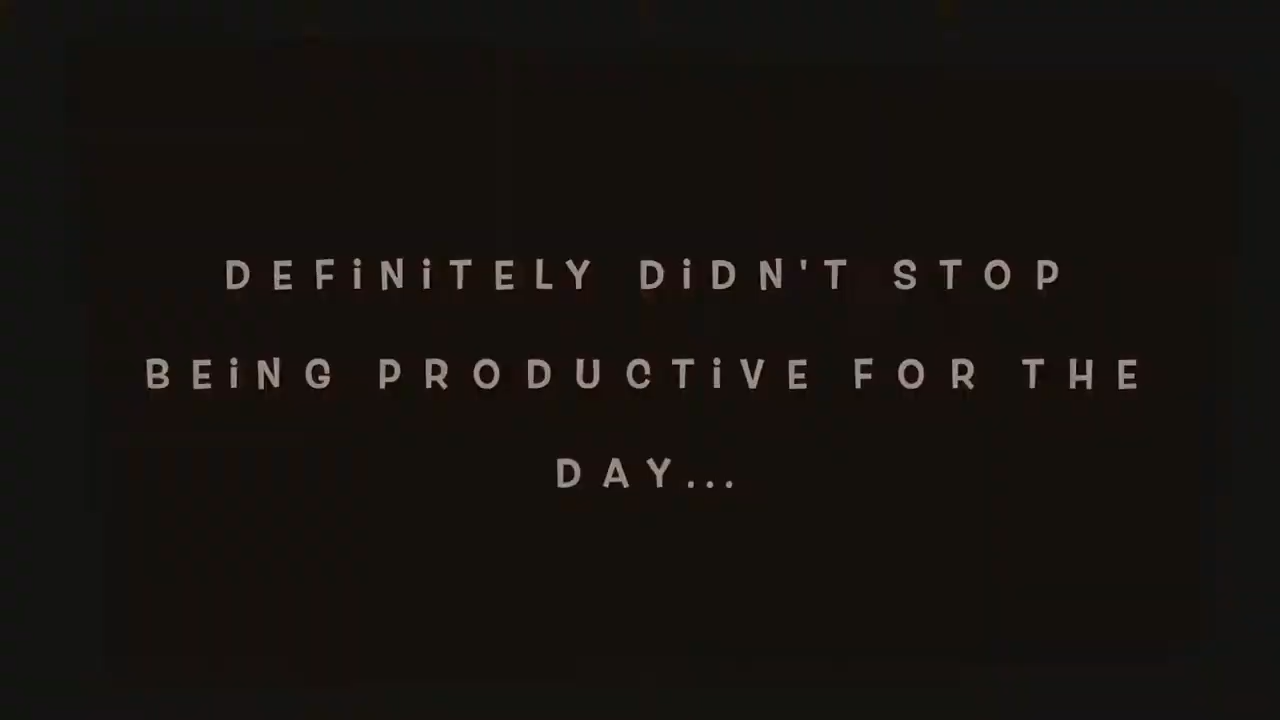 DEFiNiTELY DiDN'T STOP
BEiNG PRODUCTiVE FOR THE
DAY...